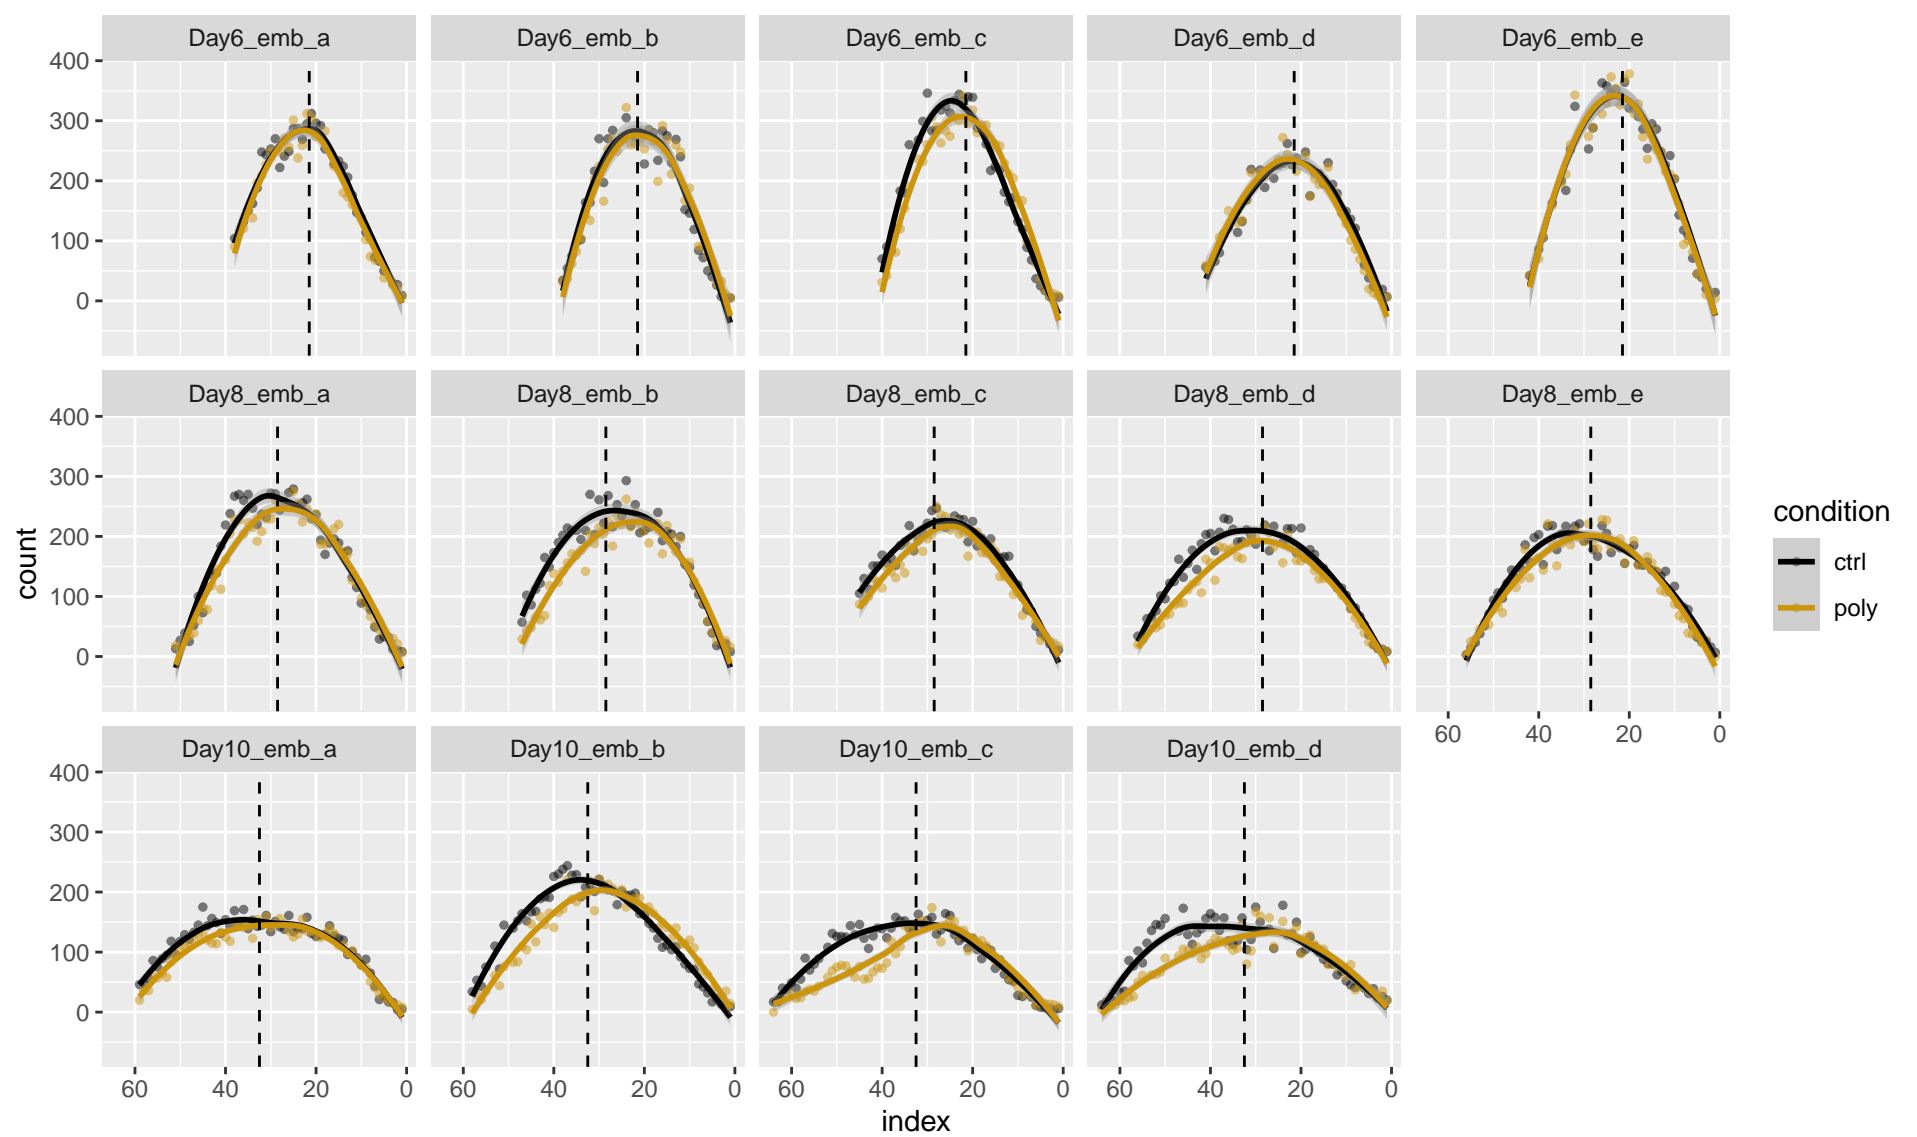 Day6_emb_a Day6_emb_b Day6_emb_c Day6_emb_d Day6_emb_e
400
300
200
100
0
Day8_emb_a Day8_emb_b Day8_emb_c Day8_emb_d Day8_emb_e
400
300
200
100
0
60 40 20 0
Day10_emb_a Day10_emb_b Day10_emb_c Day10_emb_d
400
300
200
100
0
60 40 20 0 60 40 20 0 60 40 20 0 60 40 20 0
index
count
condition
ctrl
poly